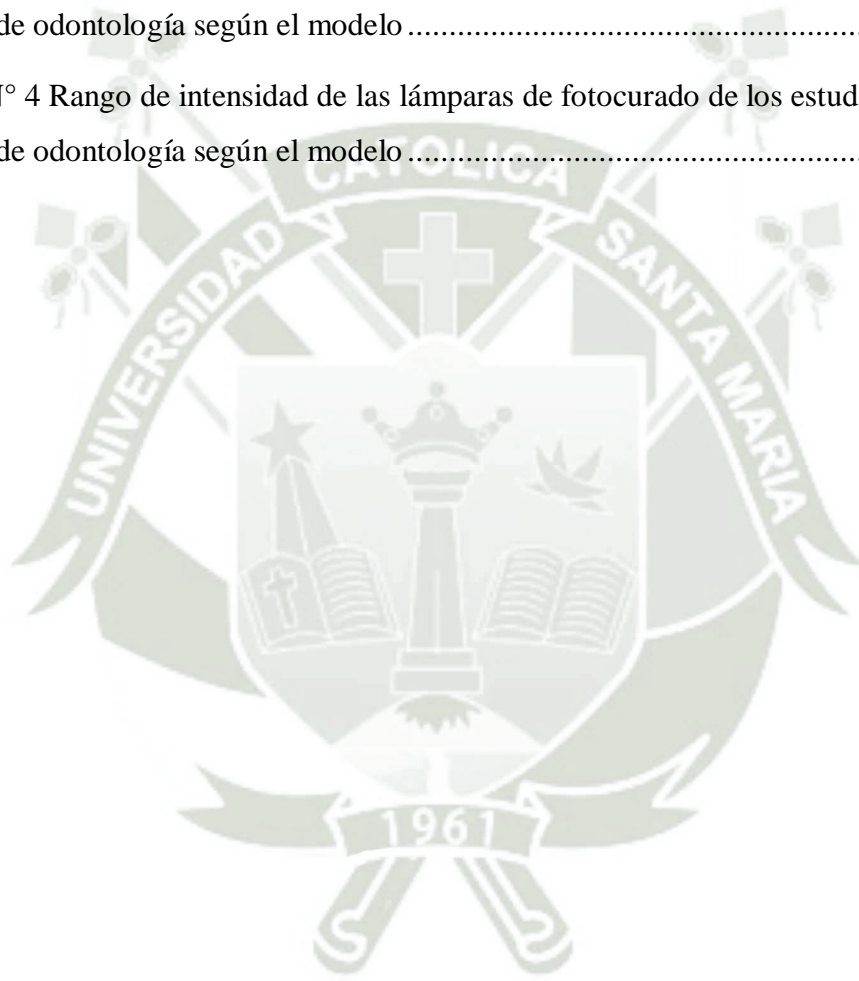 de odontología según el modelo ..........................................................
N° 4 Rango de intensidad de las lámparas de fotocurado de los estud
de odontología según el modelo ..........................................................
UNIVERSIDAD CATOLICA SANTA MARIA
1961